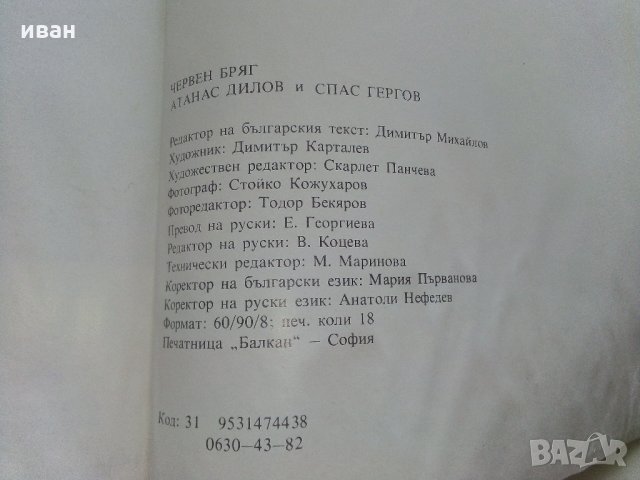 иван
ЧЕРВЕН БРЯГ
АТАНАС ДИЛОВ и СПАС ГЕРГОВ
Редактор на българския текст: Димитър Михайлов
Художник: Димитър Карталев
Художествен редактор: Скарлет Панчева
Фотограф: Стойко Кожухаров
Фоторедактор: Тодор Бекяров
Превод на руски: Е. Георгиева
Редактор на руски: В. Коцева
Технически редактор: М. Маринова
Коректор на български език: Мария Първанова
Коректор на руски език: Анатоли Нефедев
Формат: 60/90/8; печ. коли 18
Печатница „Балкан“ – София
Код: 31 9531474438
0630–43–82
BAZAR